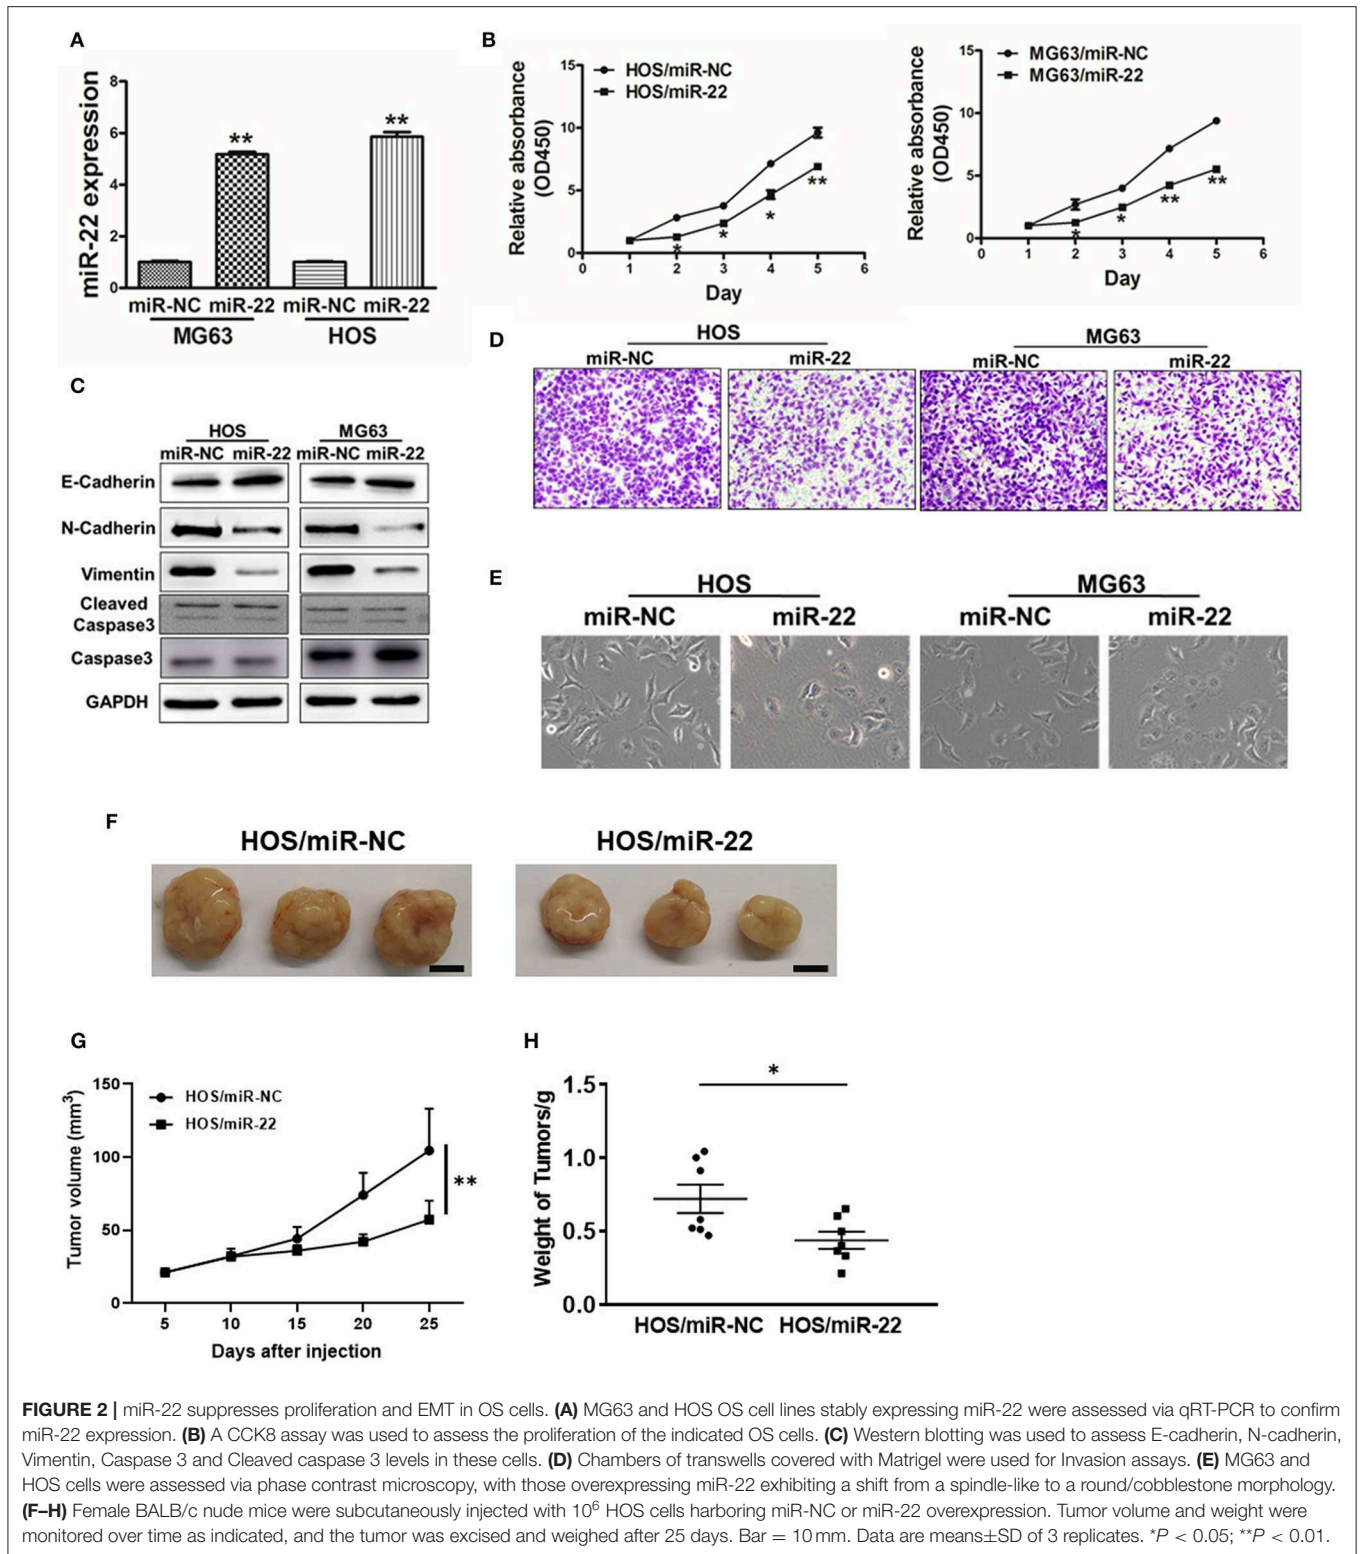 A
miR-22 expression
8
6
4
2
0
**
**
miR-NC miR-22 miR-NC miR-22
MG63 HOS
B
Relative absorbance
(OD450)
15
10
5
0
HOS/miR-NC
HOS/miR-22
*
*
*
**
0 1 2 3 4 5 6
Day
Relative absorbance
(OD450)
15
10
5
0
MG63/miR-NC
MG63/miR-22
*
*
**
**
0 1 2 3 4 5 6
Day
C
HOS MG63
miR-NC miR-22 miR-NC miR-22
E-Cadherin
N-Cadherin
Vimentin
Cleaved
Caspase3
Caspase3
GAPDH
D
HOS MG63
miR-NC miR-22 miR-NC miR-22
E
HOS MG63
miR-NC miR-22 miR-NC miR-22
F
HOS/miR-NC HOS/miR-22
G
Tumor volume (mm3)
150
100
50
0
HOS/miR-NC
HOS/miR-22
**
5 10 15 20 25
Days after injection
H
Weight of Tumors/g
1.5
1.0
0.5
0.0
*
HOS/miR-NC HOS/miR-22
FIGURE 2 | miR-22 suppresses proliferation and EMT in OS cells. (A) MG63 and HOS OS cell lines stably expressing miR-22 were assessed via qRT-PCR to confirm
miR-22 expression. (B) A CCK8 assay was used to assess the proliferation of the indicated OS cells. (C) Western blotting was used to assess E-cadherin, N-cadherin,
Vimentin, Caspase 3 and Cleaved caspase 3 levels in these cells. (D) Chambers of transwells covered with Matrigel were used for Invasion assays. (E) MG63 and
HOS cells were assessed via phase contrast microscopy, with those overexpressing miR-22 exhibiting a shift from a spindle-like to a round/cobblestone morphology.
(F–H) Female BALB/c nude mice were subcutaneously injected with 10⁶ HOS cells harboring miR-NC or miR-22 overexpression. Tumor volume and weight were
monitored over time as indicated, and the tumor was excised and weighed after 25 days. Bar = 10 mm. Data are means±SD of 3 replicates. *P < 0.05; **P < 0.01.